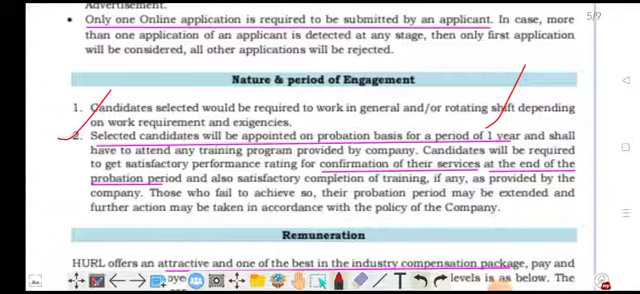 Advertisement.
• Only one Online application is required to be submitted by an applicant. In case, more
than one application of an applicant is detected at any stage, then only first application
will be considered, all other applications will be rejected.
5/9
Nature & period of Engagement
1. Candidates selected would be required to work in general and/or rotating shift depending
on work requirement and exigencies.
2. Selected candidates will be appointed on probation basis for a period of 1 year and shall
have to attend any training program provided by company. Candidates will be required
to get satisfactory performance rating for confirmation of their services at the end of the
probation period and also satisfactory completion of training, if any, as provided by the
company. Those who fail to achieve so, their probation period may be extended and
further action may be taken in accordance with the policy of the Company.
Remuneration
HURL offers an attractive and one of the best in the industry compensation package, pay and
levels is as below. The